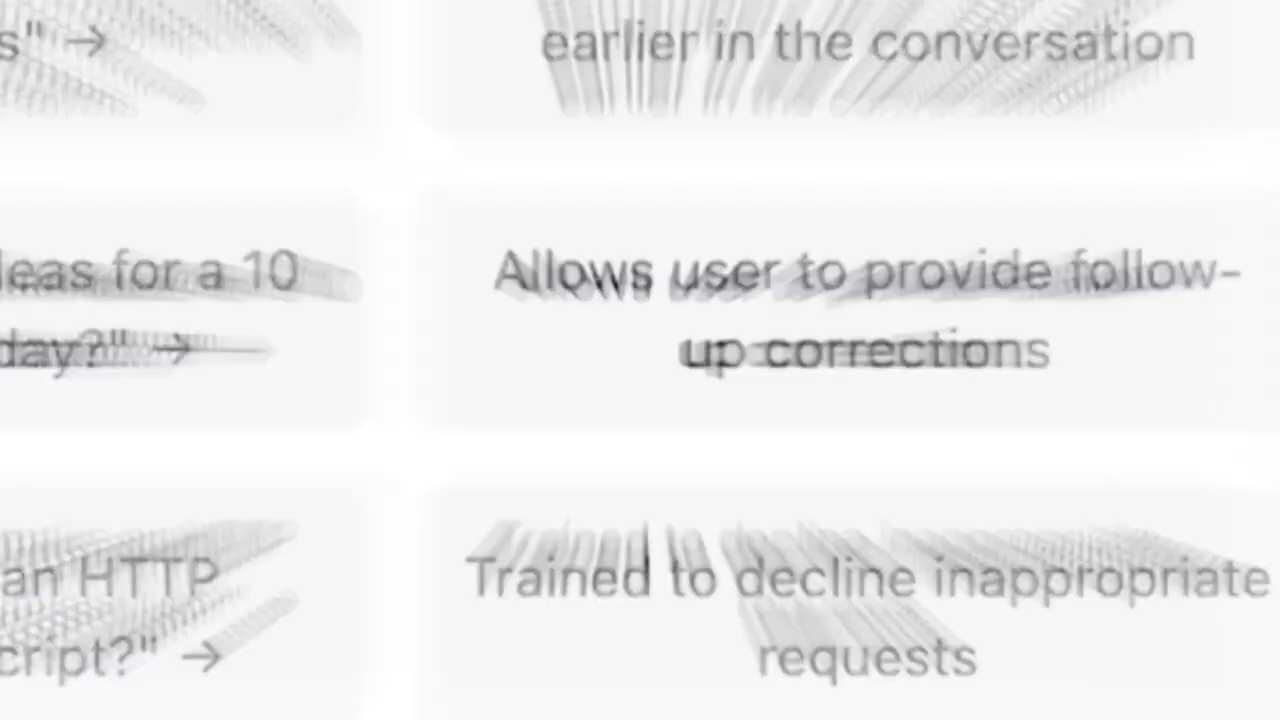 s" →
earlier in the conversation
deas for a 10
day?" →
Allows user to provide follow-
up corrections
an HTTP
cript?" →
Trained to decline inappropriate
requests